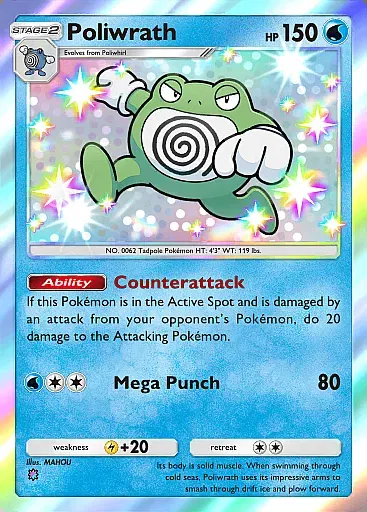 STAGE 2
Poliwrath
HP 150
Evolves from Poliwhirl
NO. 0062 Tadpole Pokémon HT: 4'3" WT: 119 lbs.
Ability Counterattack
If this Pokémon is in the Active Spot and is damaged by
an attack from your opponent's Pokémon, do 20
damage to the Attacking Pokémon.
Mega Punch 80
weakness +20 retreat
Illus. MAHOU
Its body is solid muscle. When swimming through
cold seas, Poliwrath uses its impressive arms to
smash through drift ice and plow forward.